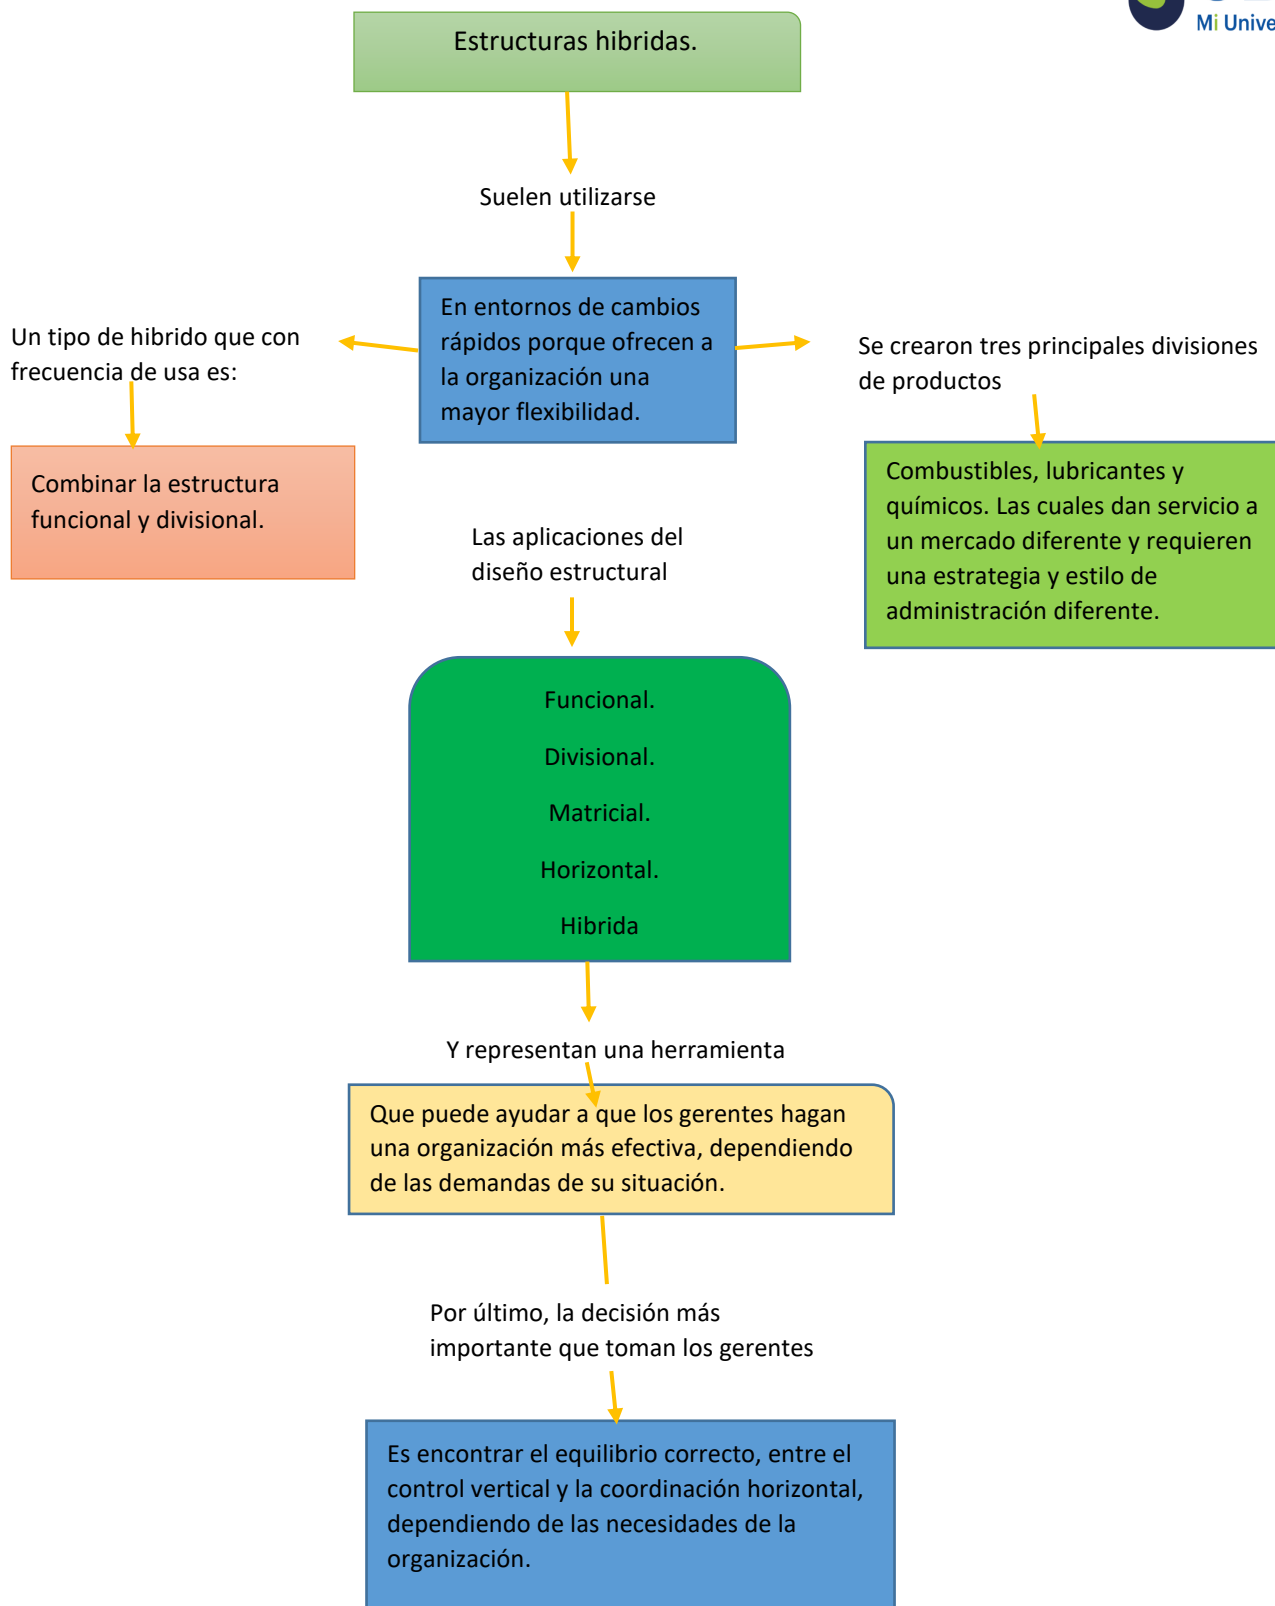 Mi Unive
Estructuras hibridas.
Suelen utilizarse
En entornos de cambios
rápidos porque ofrecen a
la organización una
mayor flexibilidad.
Un tipo de hibrido que con
frecuencia de usa es:
Combinar la estructura
funcional y divisional.
Se crearon tres principales divisiones
de productos
Combustibles, lubricantes y
químicos. Las cuales dan servicio a
un mercado diferente y requieren
una estrategia y estilo de
administración diferente.
Las aplicaciones del
diseño estructural
Funcional.
Divisional.
Matricial.
Horizontal.
Hibrida
Y representan una herramienta
Que puede ayudar a que los gerentes hagan
una organización más efectiva, dependiendo
de las demandas de su situación.
Por último, la decisión más
importante que toman los gerentes
Es encontrar el equilibrio correcto, entre el
control vertical y la coordinación horizontal,
dependiendo de las necesidades de la
organización.